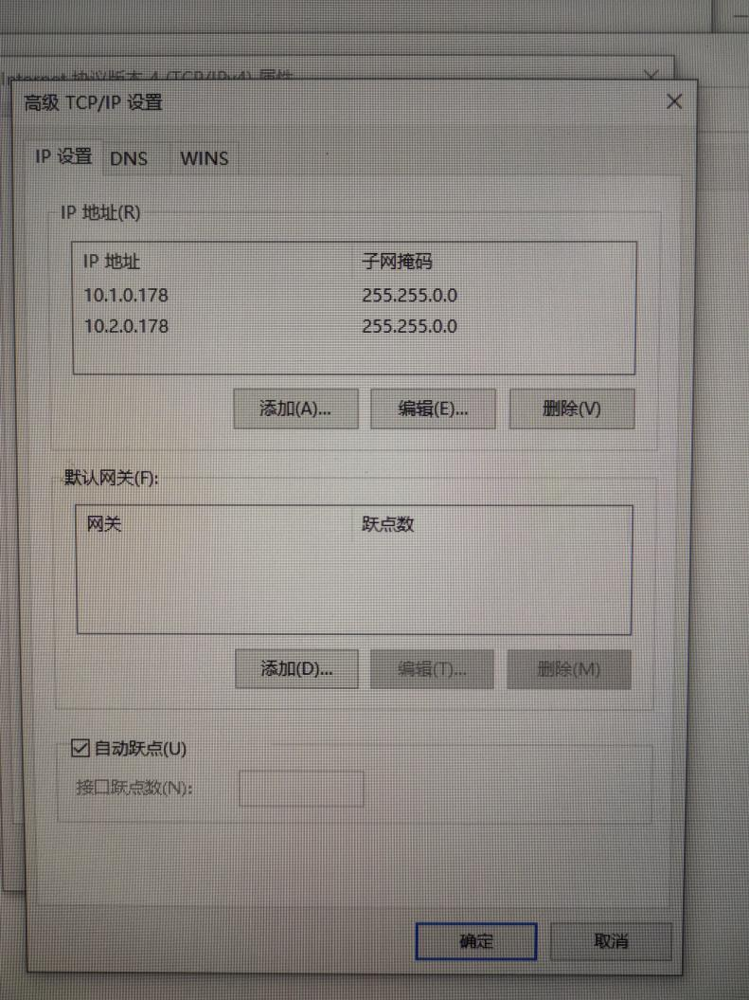 Internet 协议版本 4 (TCP/IPv4) 属性
高级 TCP/IP 设置
IP 设置 DNS WINS
IP 地址(R)
IP 地址 子网掩码
10.1.0.178 255.255.0.0
10.2.0.178 255.255.0.0
添加(A)... 编辑(E)... 删除(V)
默认网关(F):
网关 跃点数
添加(D)... 编辑(T)... 删除(M)
自动跃点(U)
接口跃点数(N):
确定 取消